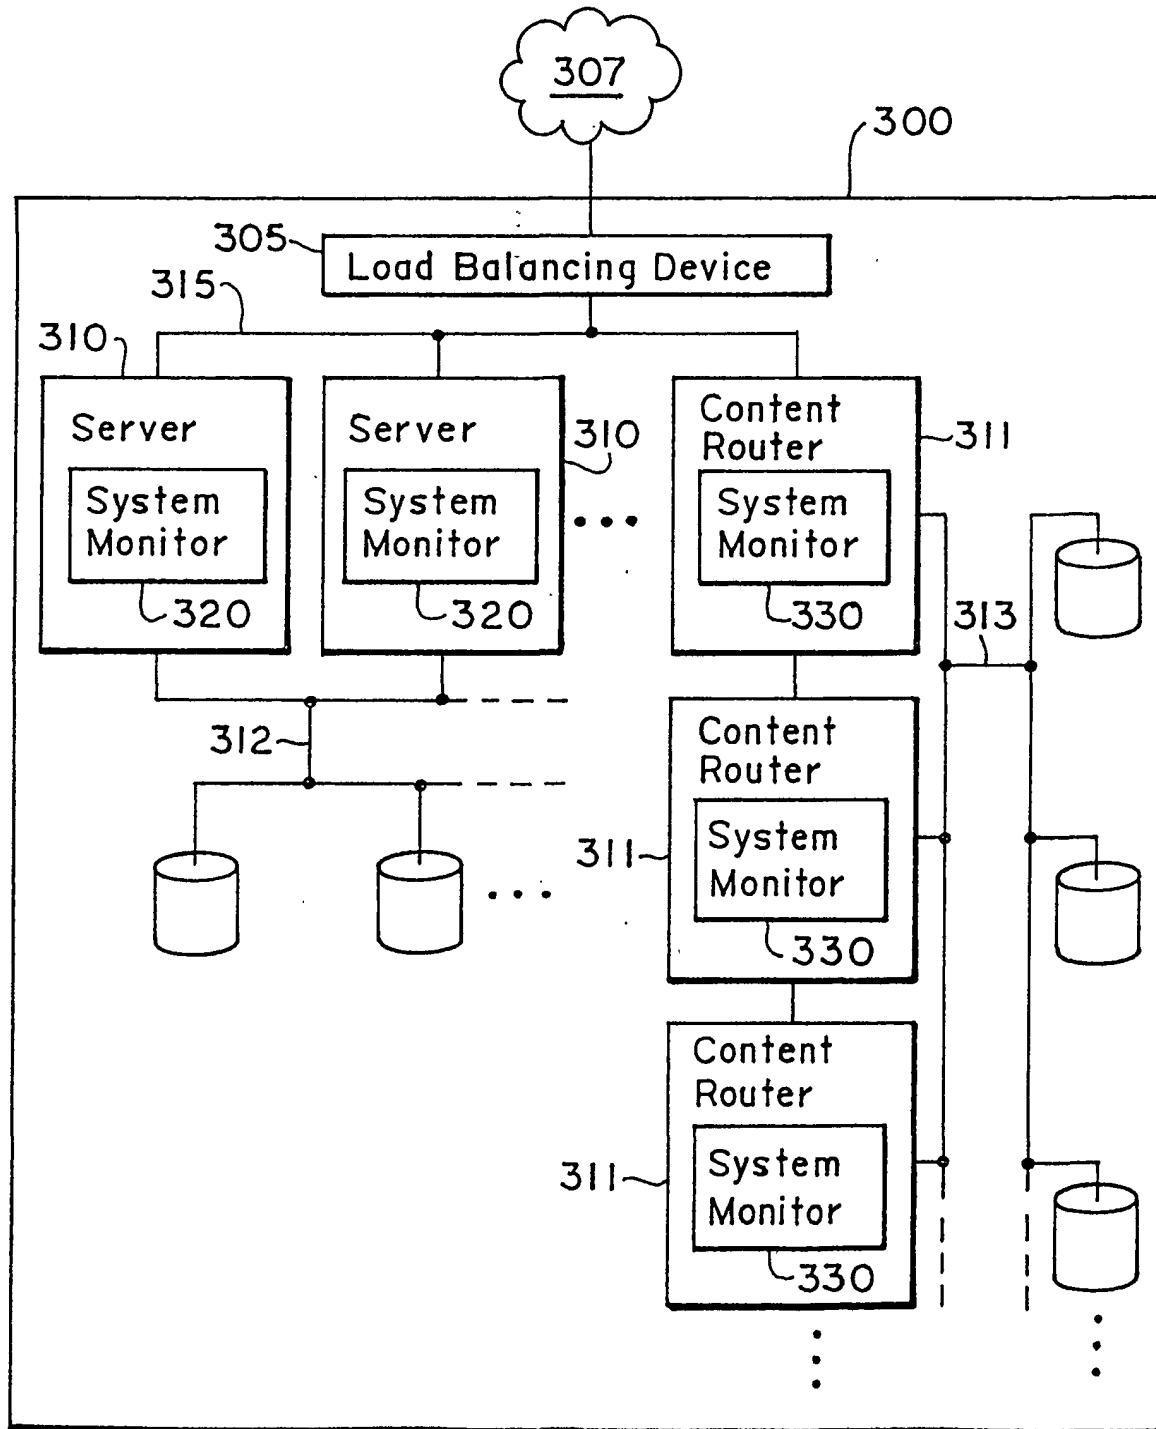 307
300
305
Load Balancing Device
315
310
Server
System
Monitor
320
Server
System
Monitor
320
310
Content
Router
System
Monitor
330
311
313
312
Content
Router
System
Monitor
330
311
Content
Router
System
Monitor
330
311